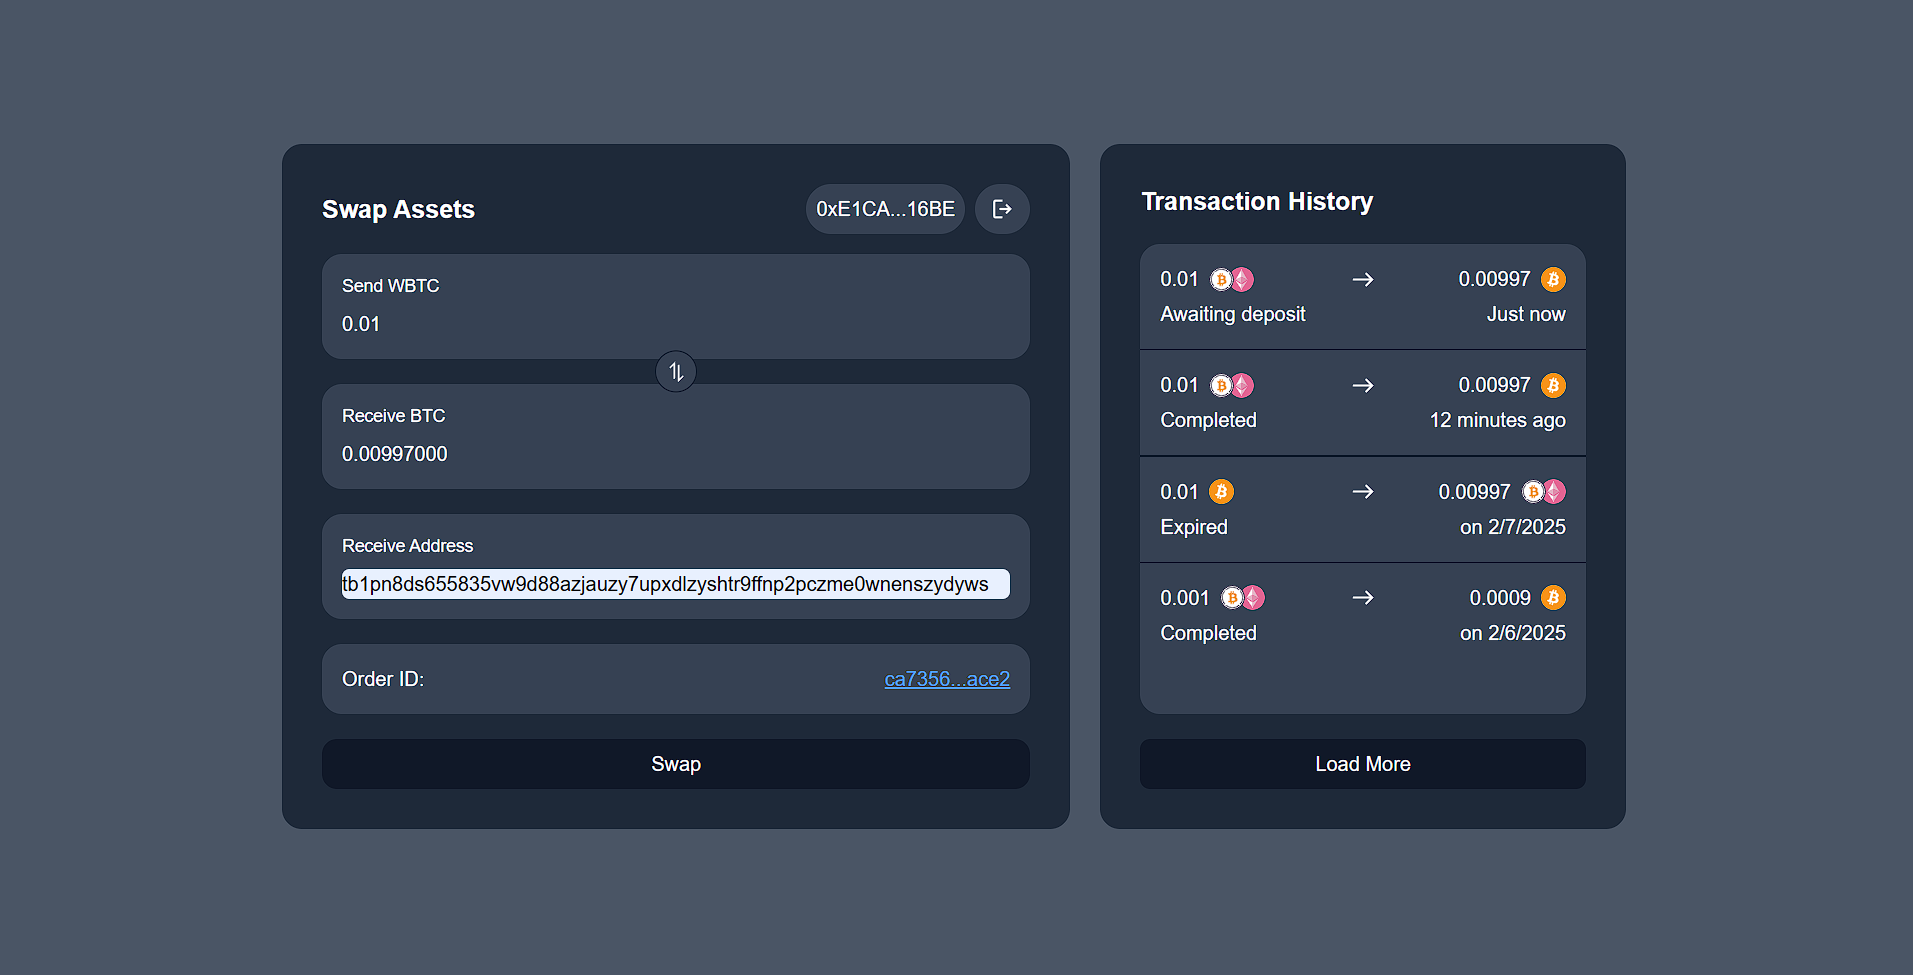 Swap Assets
0xE1CA...16BE
Send WBTC
0.01
Receive BTC
0.00997000
Receive Address
tb1pn8ds655835vw9d88azjauzy7upxdlzyshtr9ffnp2pczme0wnenszydyws
Order ID:
ca7356...ace2
Swap
Transaction History
0.01 → 0.00997
Awaiting deposit Just now
0.01 → 0.00997
Completed 12 minutes ago
0.01 → 0.00997
Expired on 2/7/2025
0.001 → 0.0009
Completed on 2/6/2025
Load More